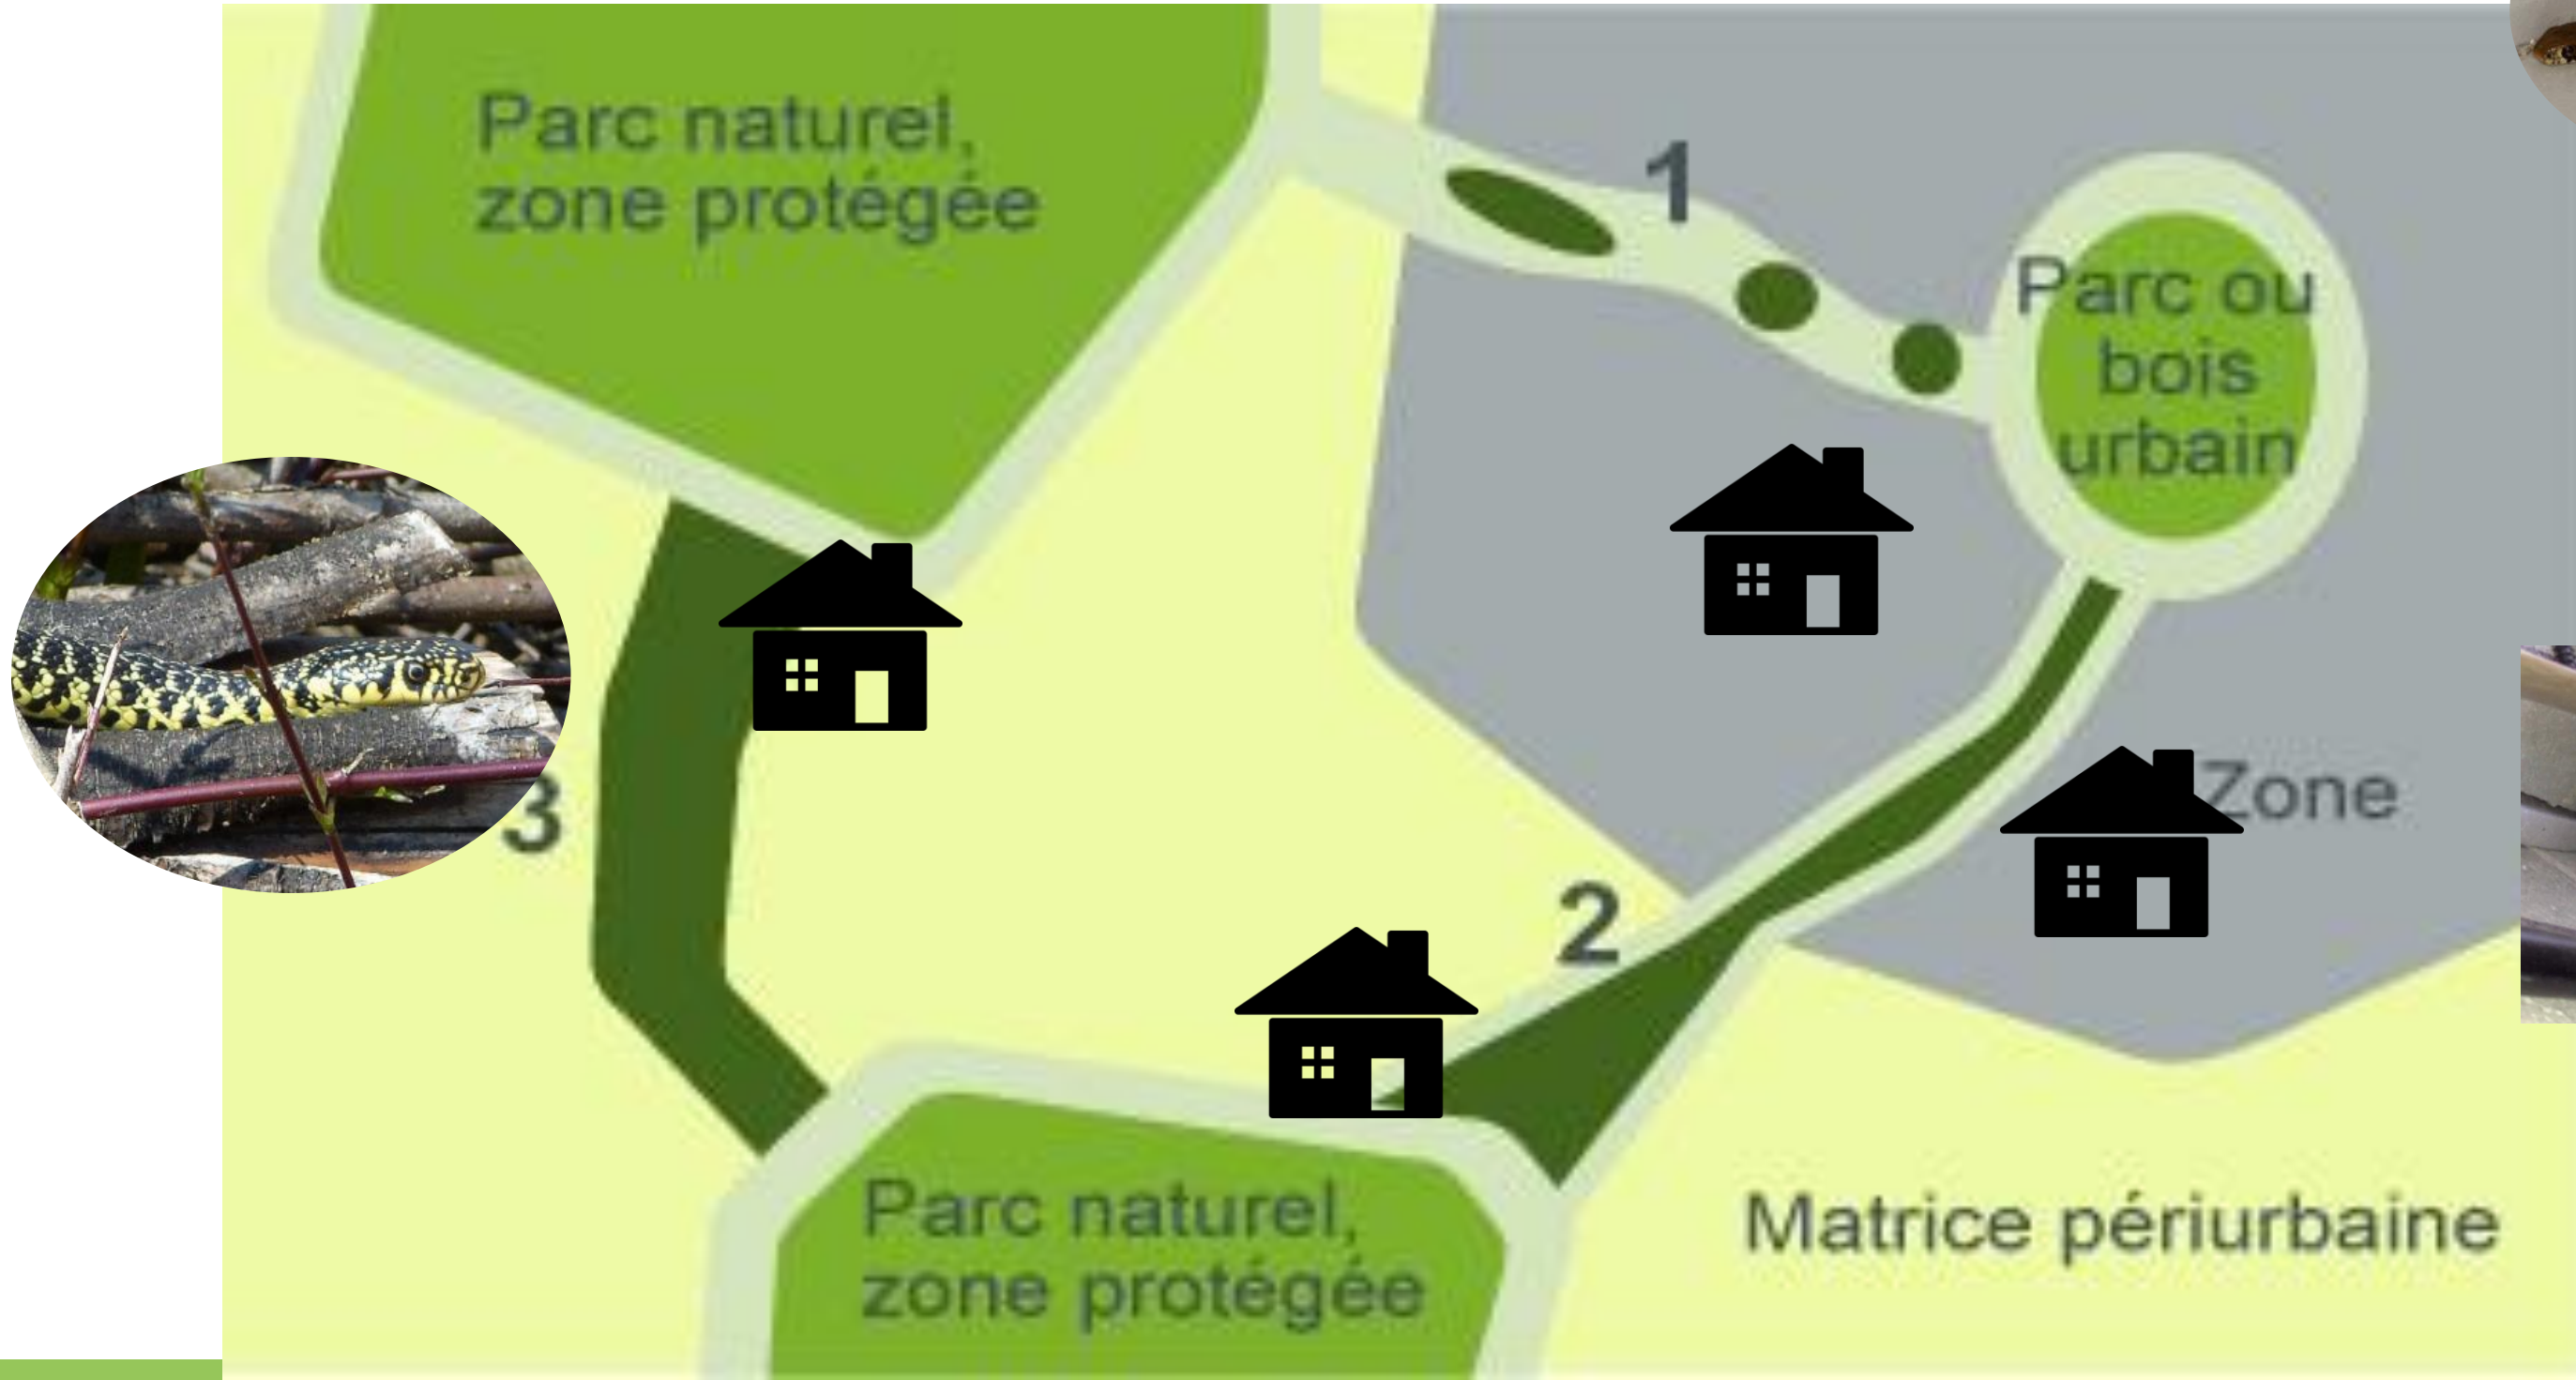 Parc naturel,
zone protégée
1
Parc ou
bois
urbain
3
Zone
2
Parc naturel,
zone protégée
Matrice périurbaine